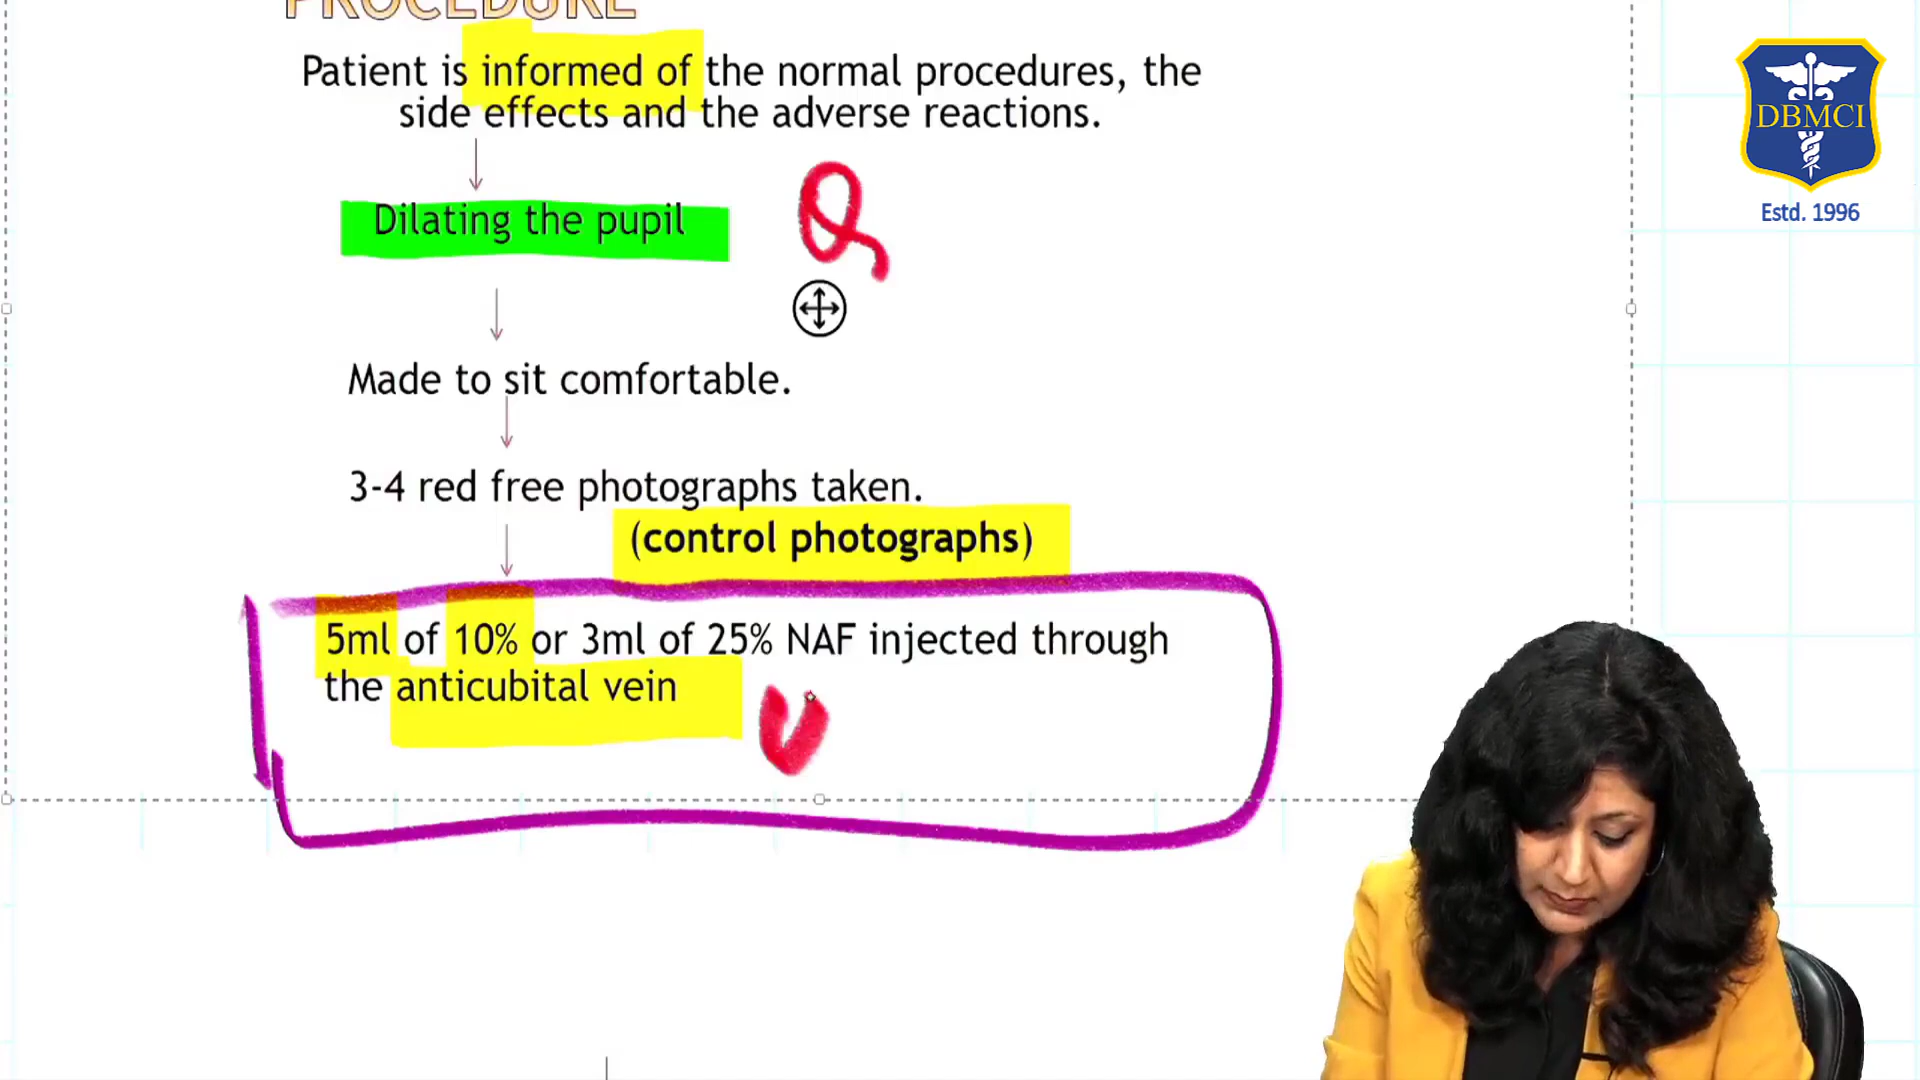 PROCEDURE
Patient is informed of the normal procedures, the
side effects and the adverse reactions.
Dilating the pupil
Made to sit comfortable.
3-4 red free photographs taken.
(control photographs)
5ml of 10% or 3ml of 25% NAF injected through
the anticubital vein
DBMCI
Estd. 1996